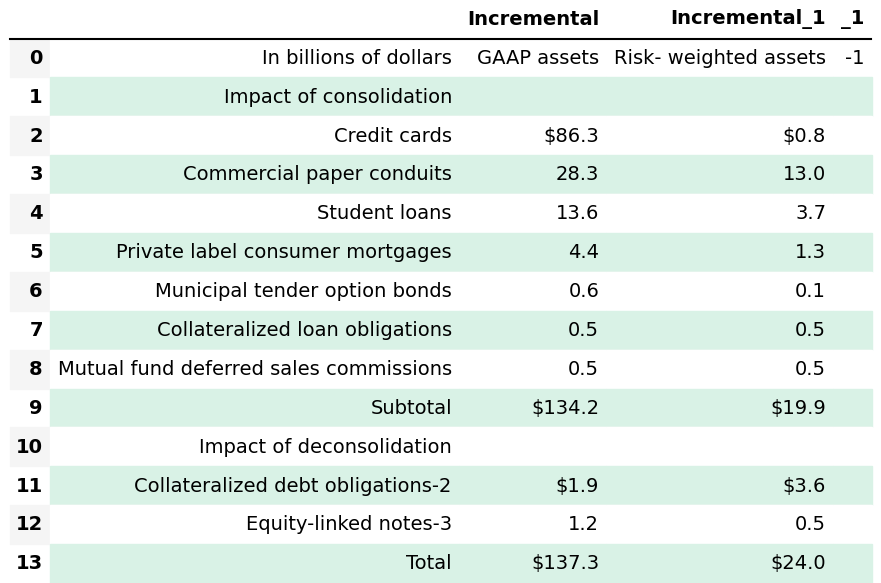 Incremental Incremental_1 _1
0 In billions of dollars GAAP assets Risk- weighted assets -1
1 Impact of consolidation
2 Credit cards $86.3 $0.8
3 Commercial paper conduits 28.3 13.0
4 Student loans 13.6 3.7
5 Private label consumer mortgages 4.4 1.3
6 Municipal tender option bonds 0.6 0.1
7 Collateralized loan obligations 0.5 0.5
8 Mutual fund deferred sales commissions 0.5 0.5
9 Subtotal $134.2 $19.9
10 Impact of deconsolidation
11 Collateralized debt obligations-2 $1.9 $3.6
12 Equity-linked notes-3 1.2 0.5
13 Total $137.3 $24.0